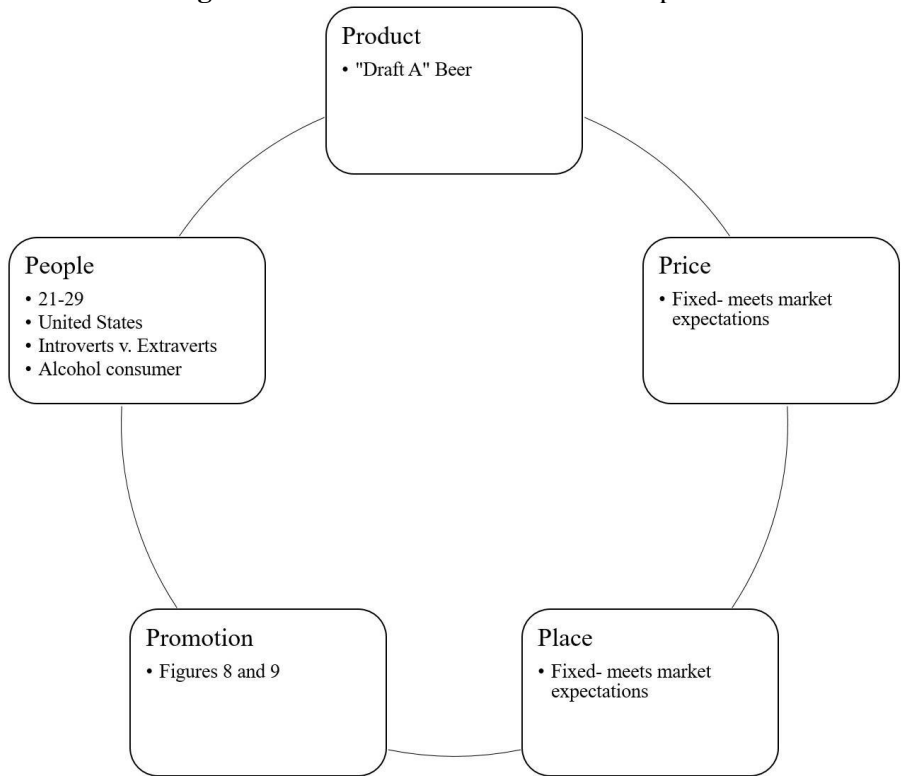 Product
• "Draft A" Beer
People
• 21-29
• United States
• Introverts v. Extraverts
• Alcohol consumer
Price
• Fixed- meets market
expectations
Promotion
• Figures 8 and 9
Place
• Fixed- meets market
expectations